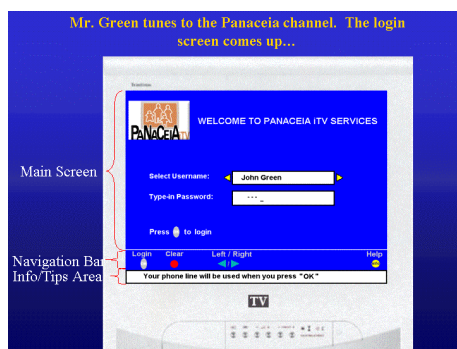 Mr. Green tunes to the Panaceia channel.  The login
screen comes up…
PANACEIA iTV
WELCOME TO PANACEIA iTV SERVICES
Main Screen
Select Username:
John Green
Type-in Password:
--- _
Press to login
Navigation Bar
Login Clear Left / Right Help
/
Info/Tips Area
Your phone line will be used when you press "OK"
TV